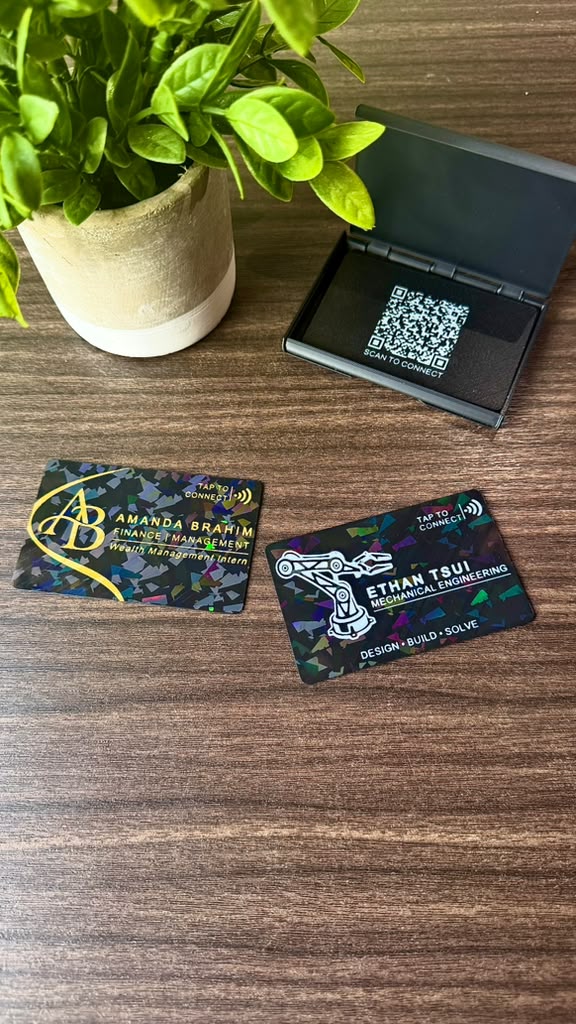 SCAN TO CONNECT
TAP TO
CONNECT
AB
AMANDA BRAHIM
FINANCE | MANAGEMENT
Wealth Management Intern
TAP TO
CONNECT
ETHAN TSUI
MECHANICAL ENGINEERING
DESIGN • BUILD • SOLVE